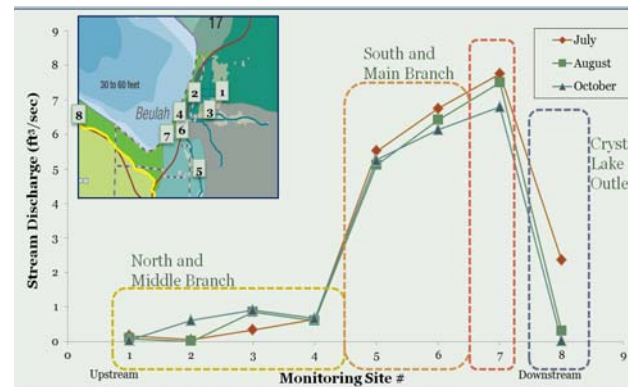 Stream Discharge (ft³/sec)
9
8
7
6
5
4
3
2
1
0
17
30 to 60 feet
Beulah
1
2
3
4
5
6
7
8
South and
Main Branch
July
August
October
Lake
North and
Middle Branch
0
1
2
3
4
5
6
7
8
9
Upstream
Monitoring Site #
Downstream